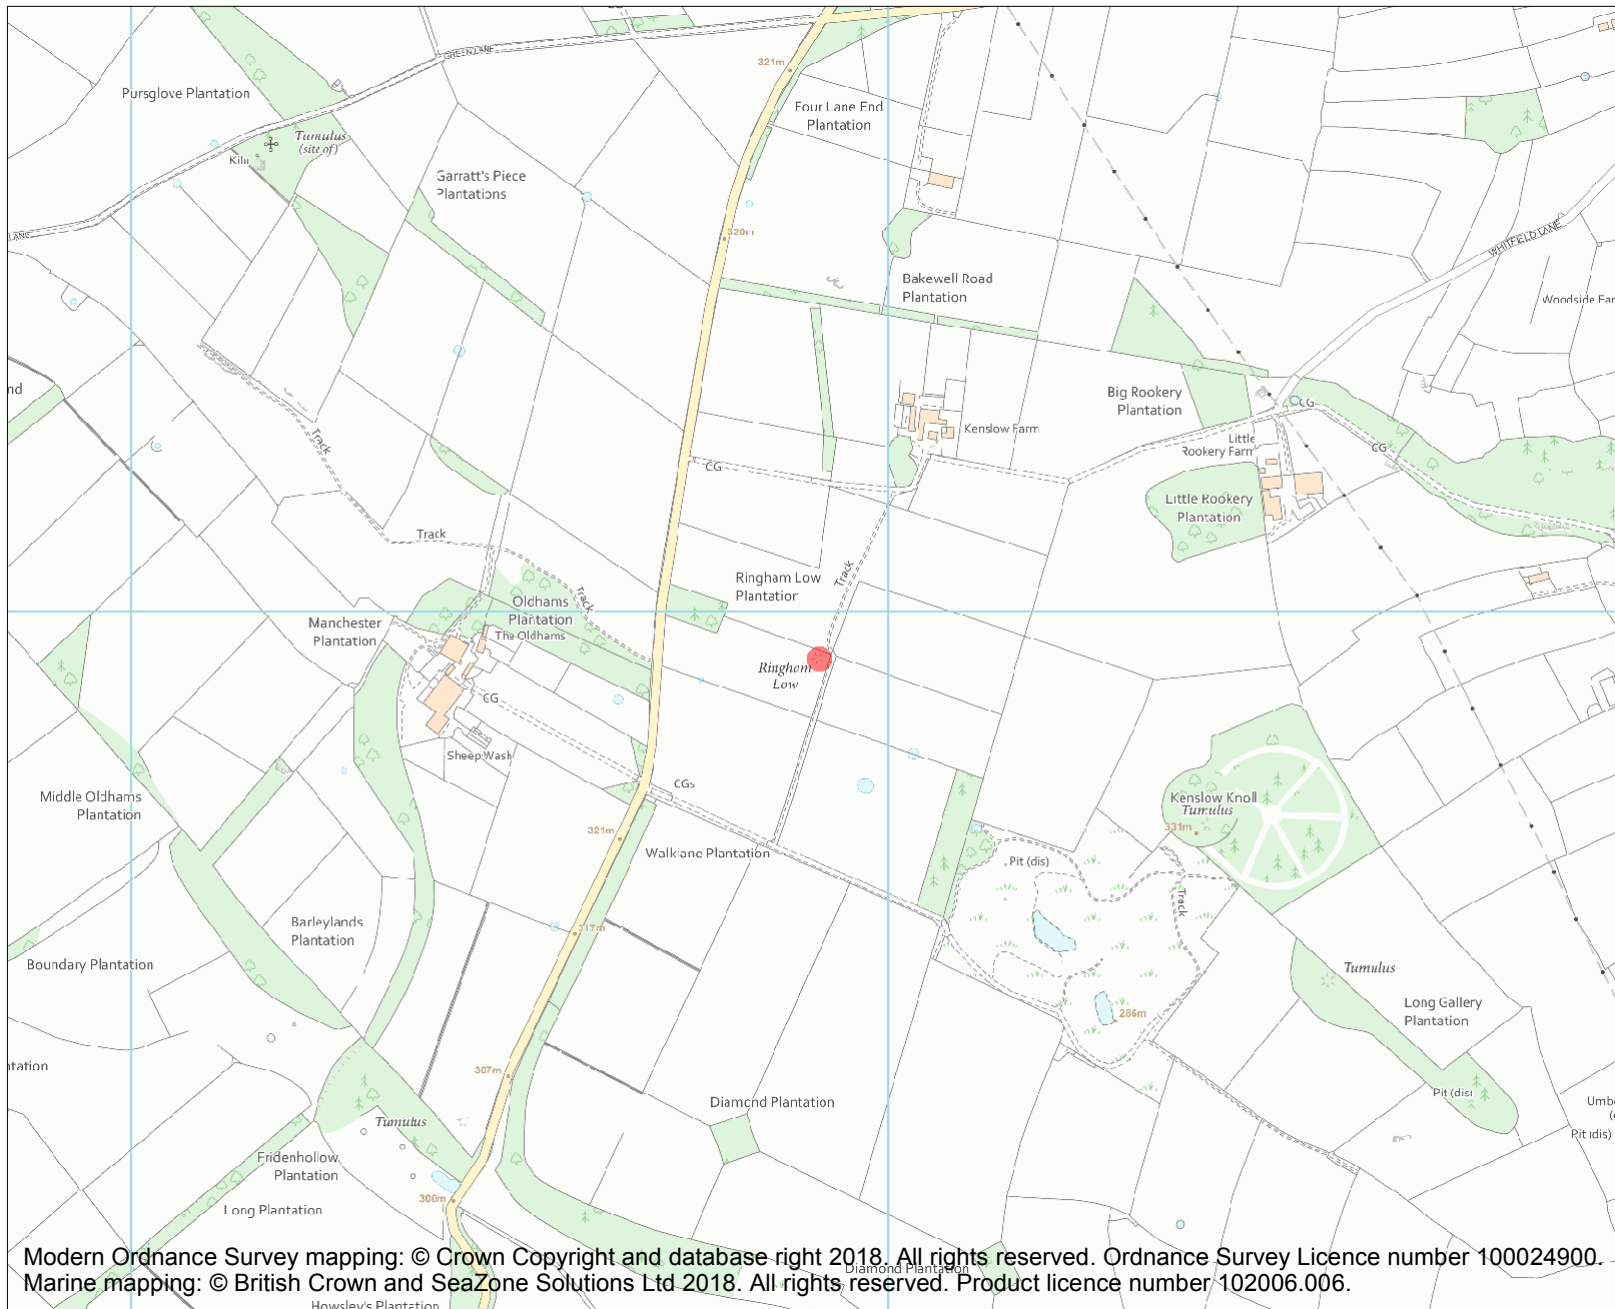 321m
Pursglove Plantation
GREEN LANE
Four Lane End
Plantation
Tumulus
(site of)
Kiln
Garratt's Piece
Plantations
LANE
320m
WHITFIELD LANE
Bakewell Road
Plantation
Woodside Far
nd
Big Rookery
Plantation
CG
Track
Kenslow Farm
Little
Rookery Farm
CG
CG
Little Rookery
Plantation
Track
Track
Ringham Low
Plantation
Track
Oldhams
Plantation
Manchester
Plantation
The Oldhams
Ringham
Low
CG
Sheep Wash
CGs
Middle Oldhams
Plantation
Kenslow Knoll
Tumulus
331m
321m
Walklane Plantation
Pit (dis)
Track
Barleylands
Plantation
317m
Boundary Plantation
Tumulus
Long Gallery
Plantation
286m
ntation
307m
Pit (dis)
Diamond Plantation
Umb
Tumulus
Pit (dis)
Fridenhollow
Plantation
300m
Long Plantation
Modern Ordnance Survey mapping: © Crown Copyright and database right 2018. All rights reserved. Ordnance Survey Licence number 100024900.
Diamond Plantation
Marine mapping: © British Crown and SeaZone Solutions Ltd 2018. All rights reserved. Product licence number 102006.006.
Howsley's Plantation